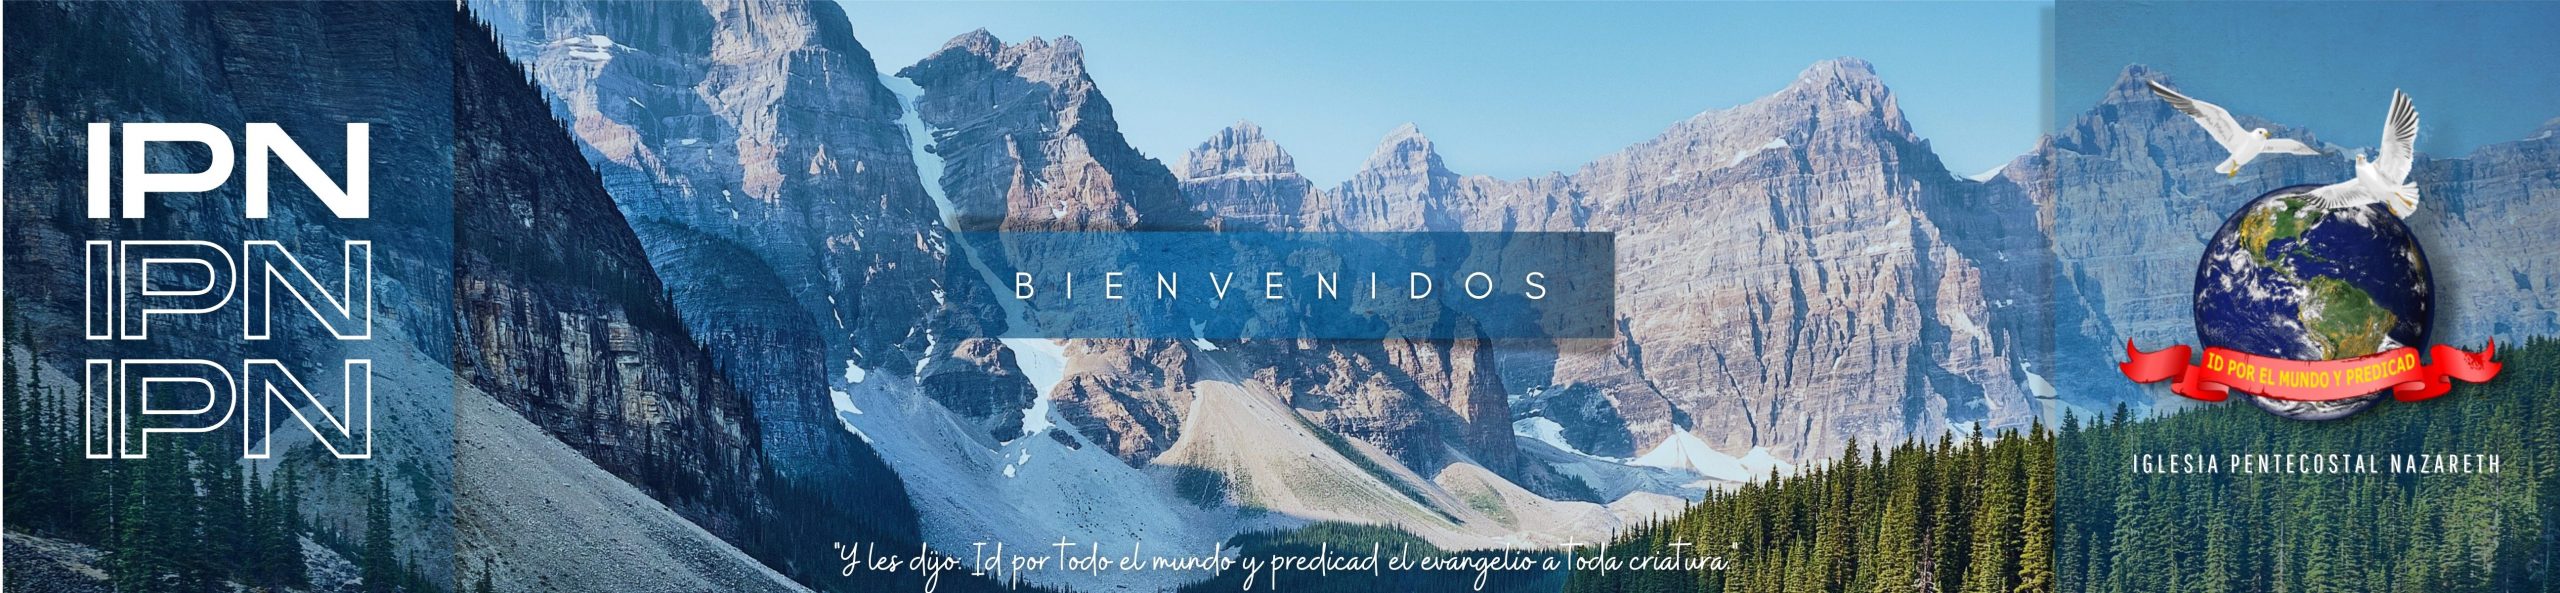 IPN
IPN
IPN
BIENVENIDOS
"Y les dijo: Id por todo el mundo y predicad el evangelio a toda criatura."
ID POR EL MUNDO Y PREDICAD
IGLESIA PENTECOSTAL NAZARETH